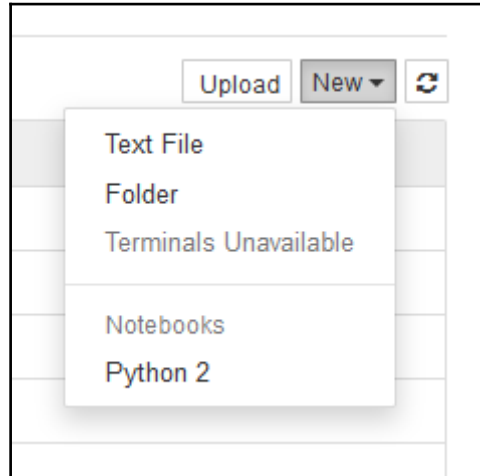 Upload New
Text File
Folder
Terminals Unavailable
Notebooks
Python 2